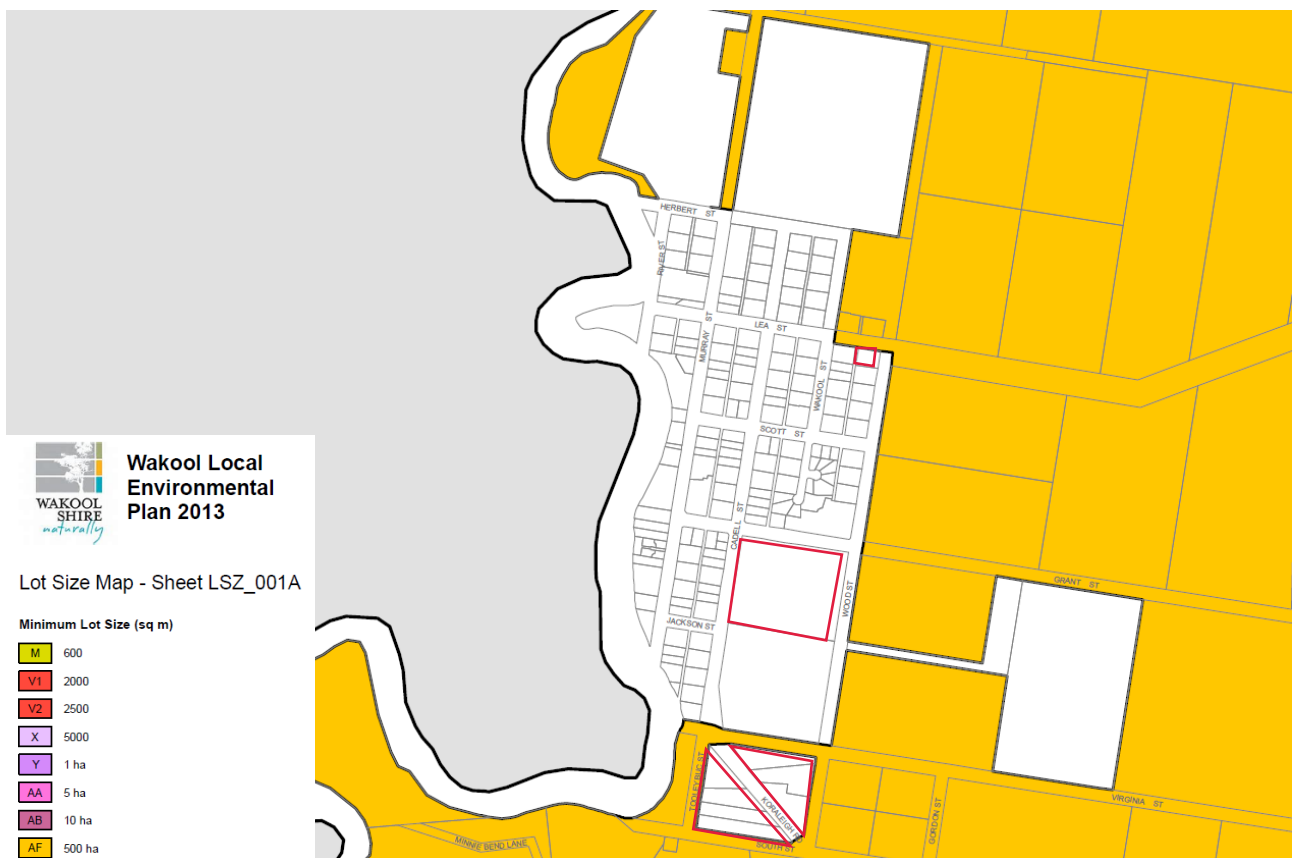 HERBERT ST
RIVER ST
MURRAY ST
LEA ST
WAKOOL ST
SCOTT ST
CADELL ST
WOOD ST
GRANT ST
JACKSON ST
TOOLEYBUC ST
KORALEIGH RD
VIRGINIA ST
GORDON ST
SOUTH ST
MINNIE BEND LANE
WAKOOL
SHIRE
naturally
Wakool Local
Environmental
Plan 2013
Lot Size Map - Sheet LSZ_001A
Minimum Lot Size (sq m)
M 600
V1 2000
V2 2500
X 5000
Y 1 ha
AA 5 ha
AB 10 ha
AF 500 ha